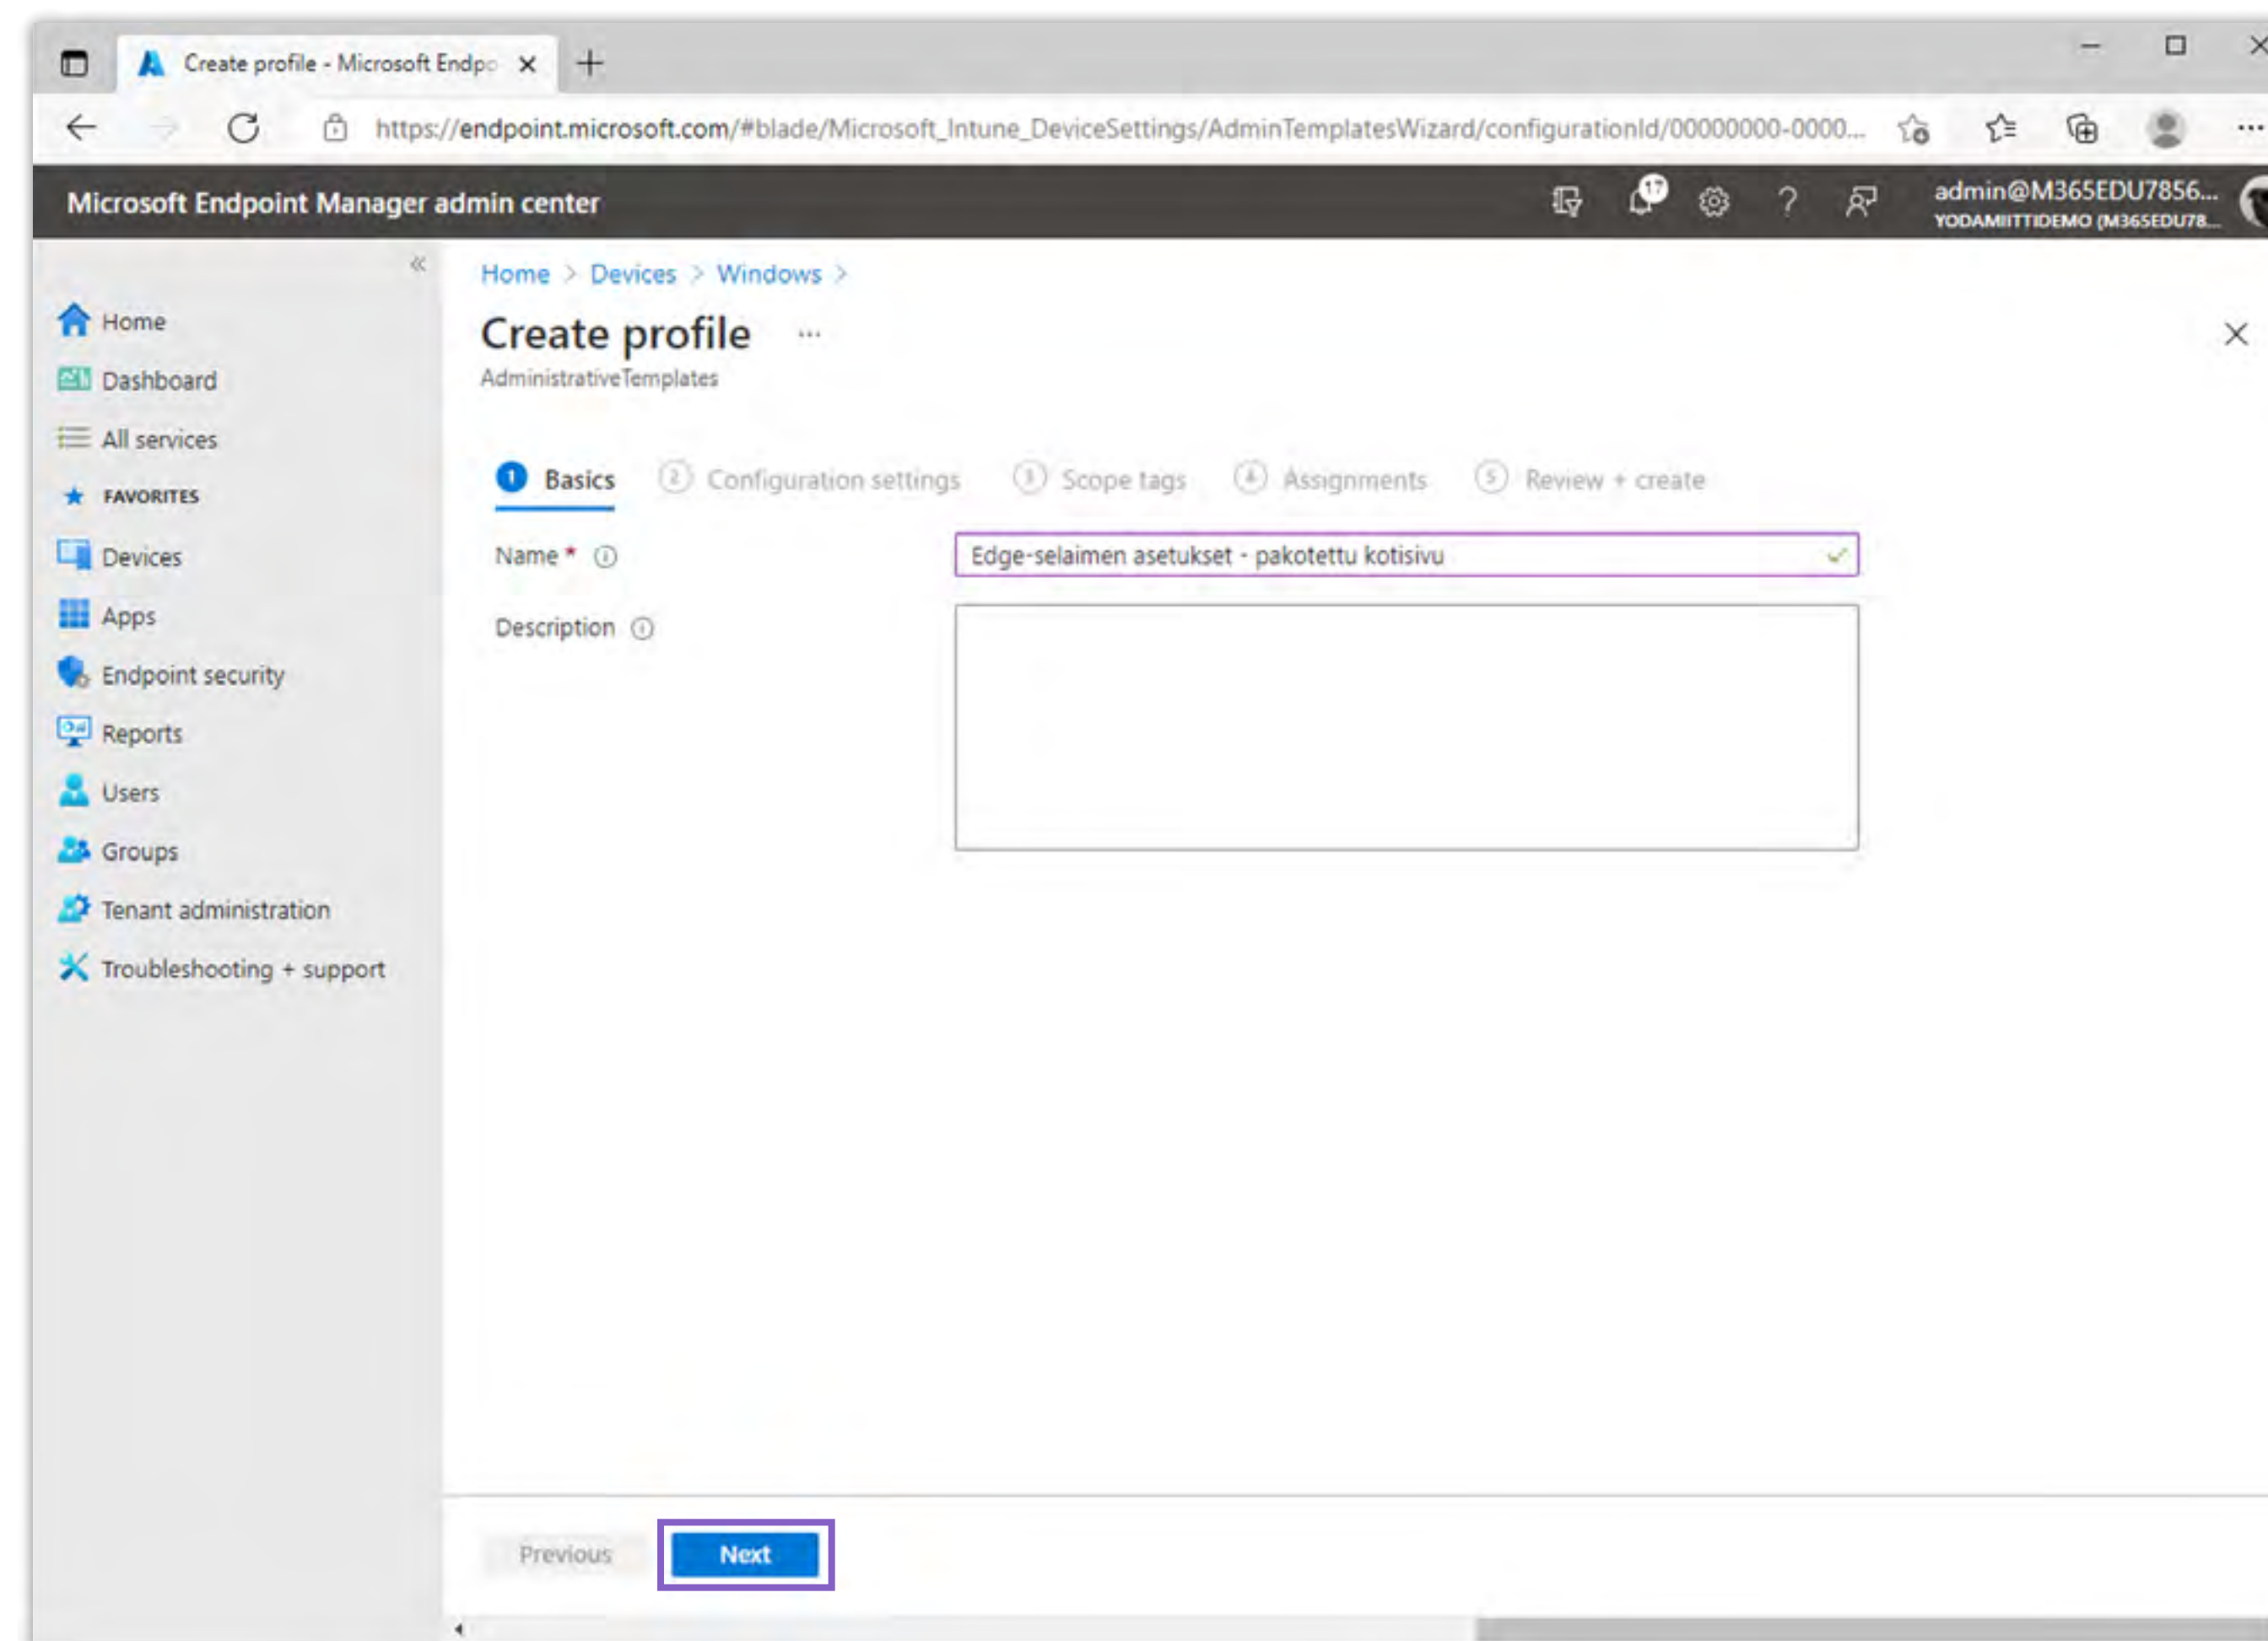 Create profile - Microsoft Endpo
https://endpoint.microsoft.com/#blade/Microsoft_Intune_DeviceSettings/AdminTemplatesWizard/configurationId/00000000-0000...
Microsoft Endpoint Manager admin center
17
admin@M365EDU7856...
YODAMIITTIDEMO (M365EDU78...
Home > Devices > Windows >
Create profile ...
AdministrativeTemplates
Home
Dashboard
All services
FAVORITES
Devices
Apps
Endpoint security
Reports
Users
Groups
Tenant administration
Troubleshooting + support
1 Basics 2 Configuration settings 3 Scope tags 4 Assignments 5 Review + create
Name * Edge-selaimen asetukset - pakotettu kotisivu
Description
Previous Next